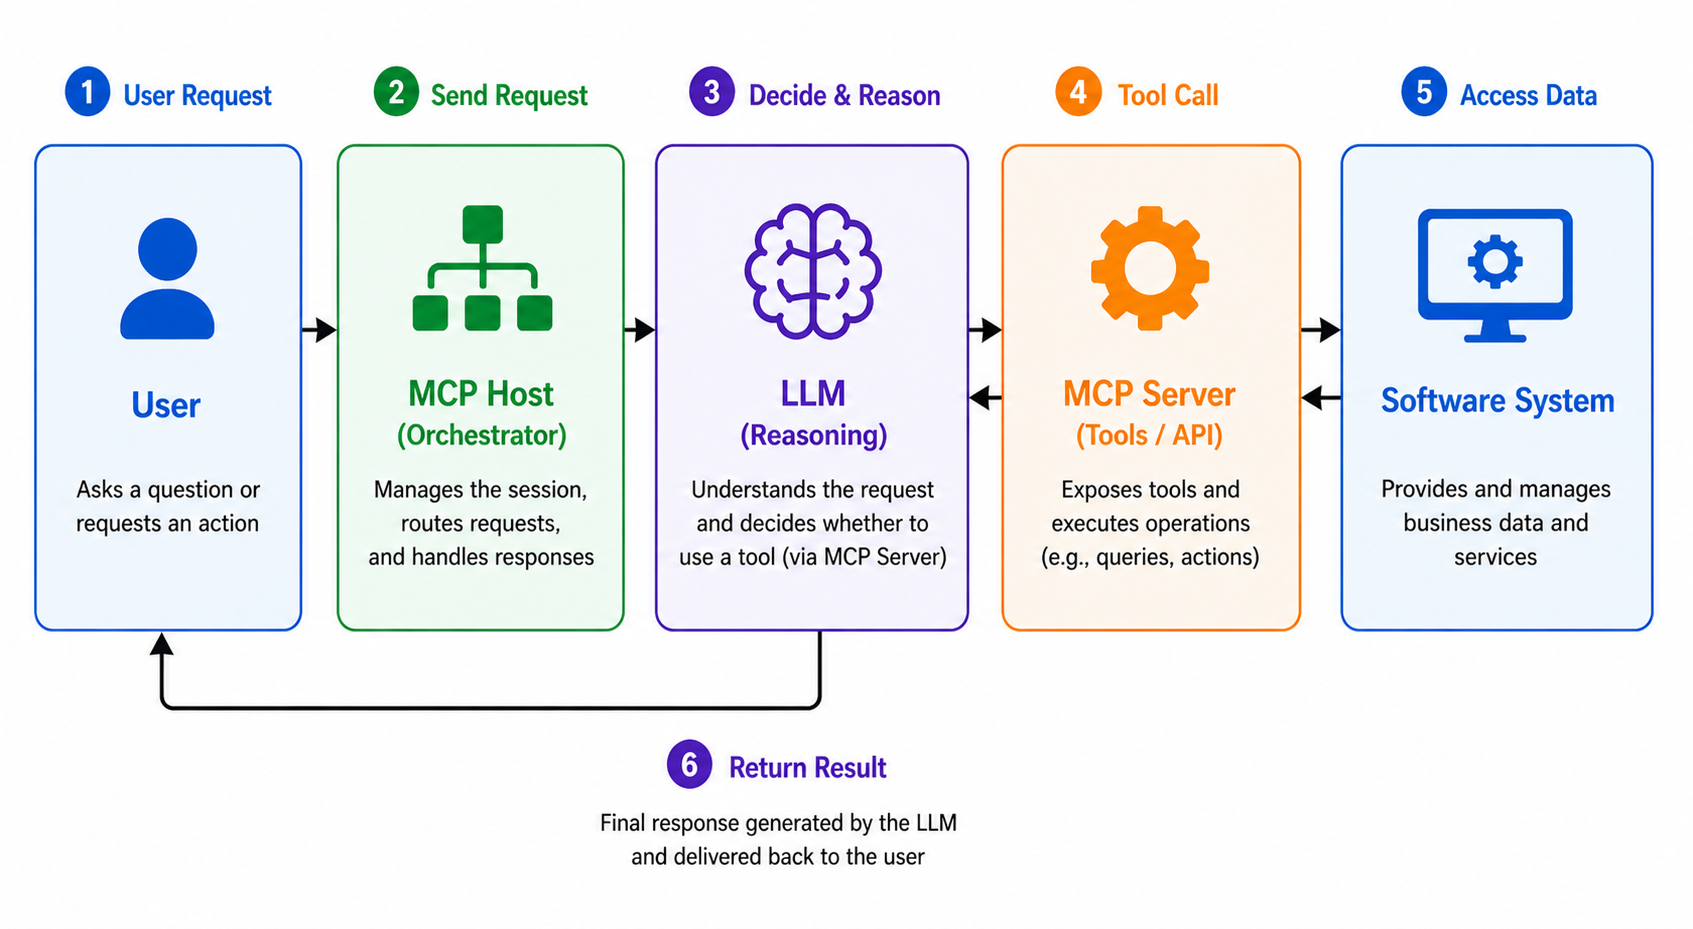 1 User Request
2 Send Request
3 Decide & Reason
4 Tool Call
5 Access Data
User
Asks a question or
requests an action
MCP Host
(Orchestrator)
Manages the session,
routes requests,
and handles responses
LLM
(Reasoning)
Understands the request
and decides whether to
use a tool (via MCP Server)
MCP Server
(Tools / API)
Exposes tools and
executes operations
(e.g., queries, actions)
Software System
Provides and manages
business data and
services
6 Return Result
Final response generated by the LLM
and delivered back to the user